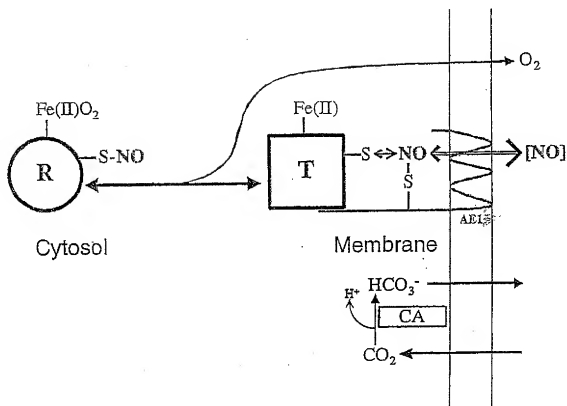 O₂
Fe(II)O₂
Fe(II)
S-NO
R
T
S↔NO
[NO]
S
AE1
Cytosol
Membrane
H⁺
HCO₃⁻
CA
CO₂